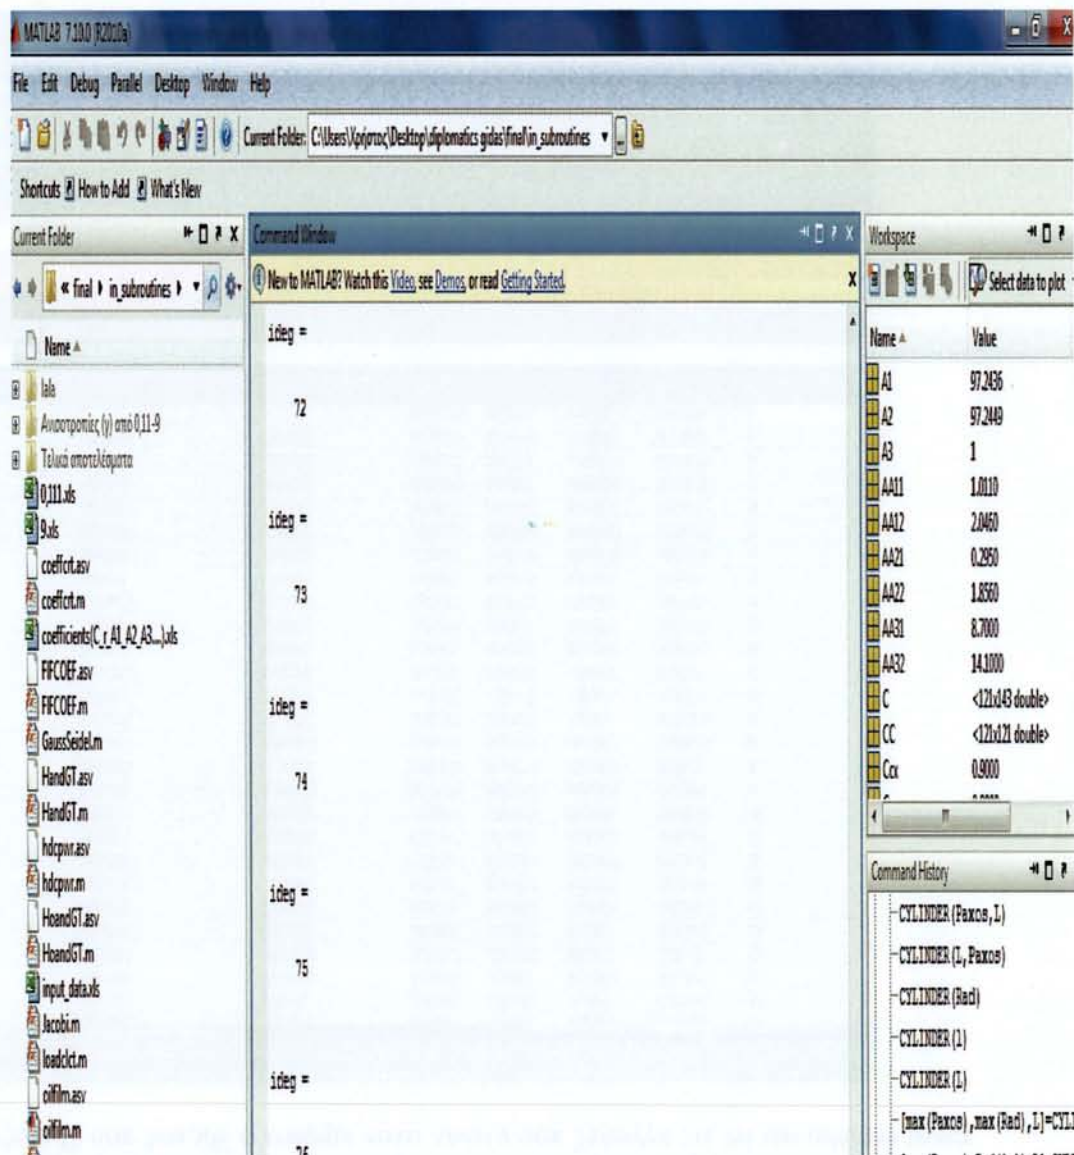 MATLAB 7.10.0 (R2010a)
File Edit Debug Parallel Desktop Window Help
Current Folder: C:\Users\Χρήστος\Desktop\diplomatics gidas\final\in_subroutines
Shortcuts How to Add What's New
Current Folder
« final in_subroutines
Name
lala
Ανισοτροπίες (γ) από 0,11-9
Τελικά αποτελέσματα
0,111.xls
9.xls
coeffcrt.asv
coeffcrt.m
coefficients(C_r_A1_A2_A3...).xls
FIFCOEF.asv
FIFCOEF.m
GaussSeidel.m
HandGT.asv
HandGT.m
hdcpwr.asv
hdcpwr.m
HoandGT.asv
HoandGT.m
input_data.xls
Jacobi.m
loadclct.m
oilfilm.asv
oilfilm.m
Command Window
New to MATLAB? Watch this Video, see Demos, or read Getting Started.
ideg =
72
ideg =
73
ideg =
74
ideg =
75
ideg =
76
Workspace
Select data to plot
Name Value
A1 97.2436
A2 97.2449
A3 1
AA11 1.0110
AA12 2.0460
AA21 0.2950
AA22 1.8560
AA31 8.7000
AA32 14.1000
C <121x143 double>
CC <121x121 double>
Ccx 0.9000
Command History
CYLINDER(Paxos,L)
CYLINDER(L,Paxos)
CYLINDER(Rad)
CYLINDER(1)
CYLINDER(L)
[max(Paxos),max(Rad),L]=CYLI